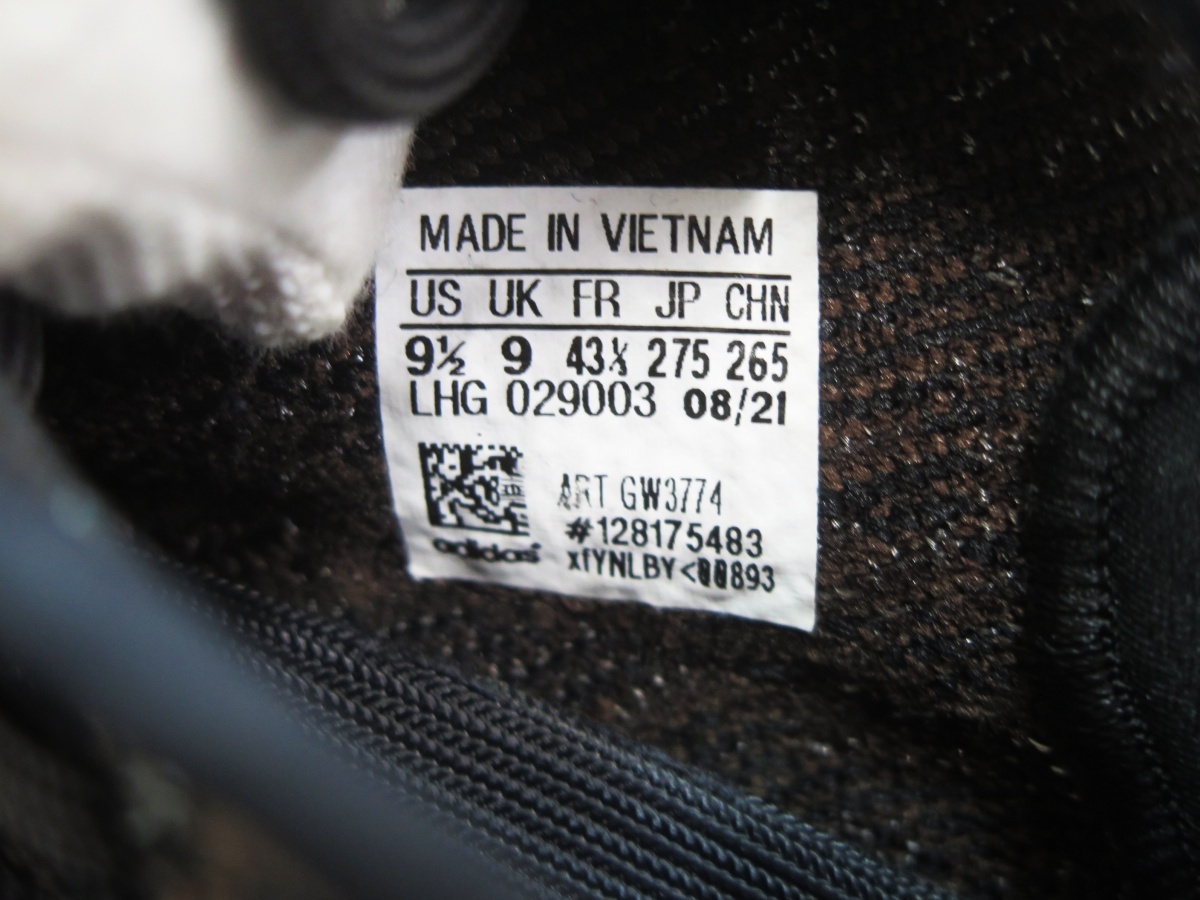 MADE IN VIETNAM
US UK FR JP CHN
9½ 9 43⅓ 275 265
LHG 029003 08/21
ART GW3774
#128175483
adidas